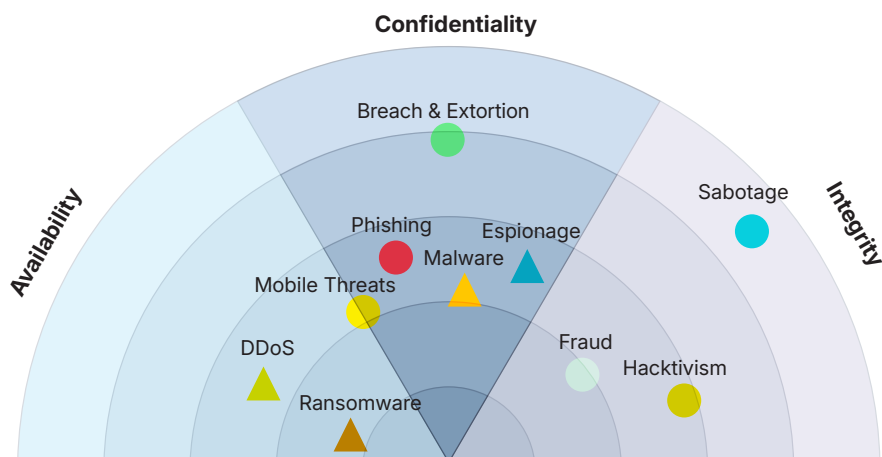 Confidentiality
Breach & Extortion
Availability
Sabotage
Integrity
Phishing
Espionage
Malware
Mobile Threats
DDoS
Fraud
Hacktivism
Ransomware